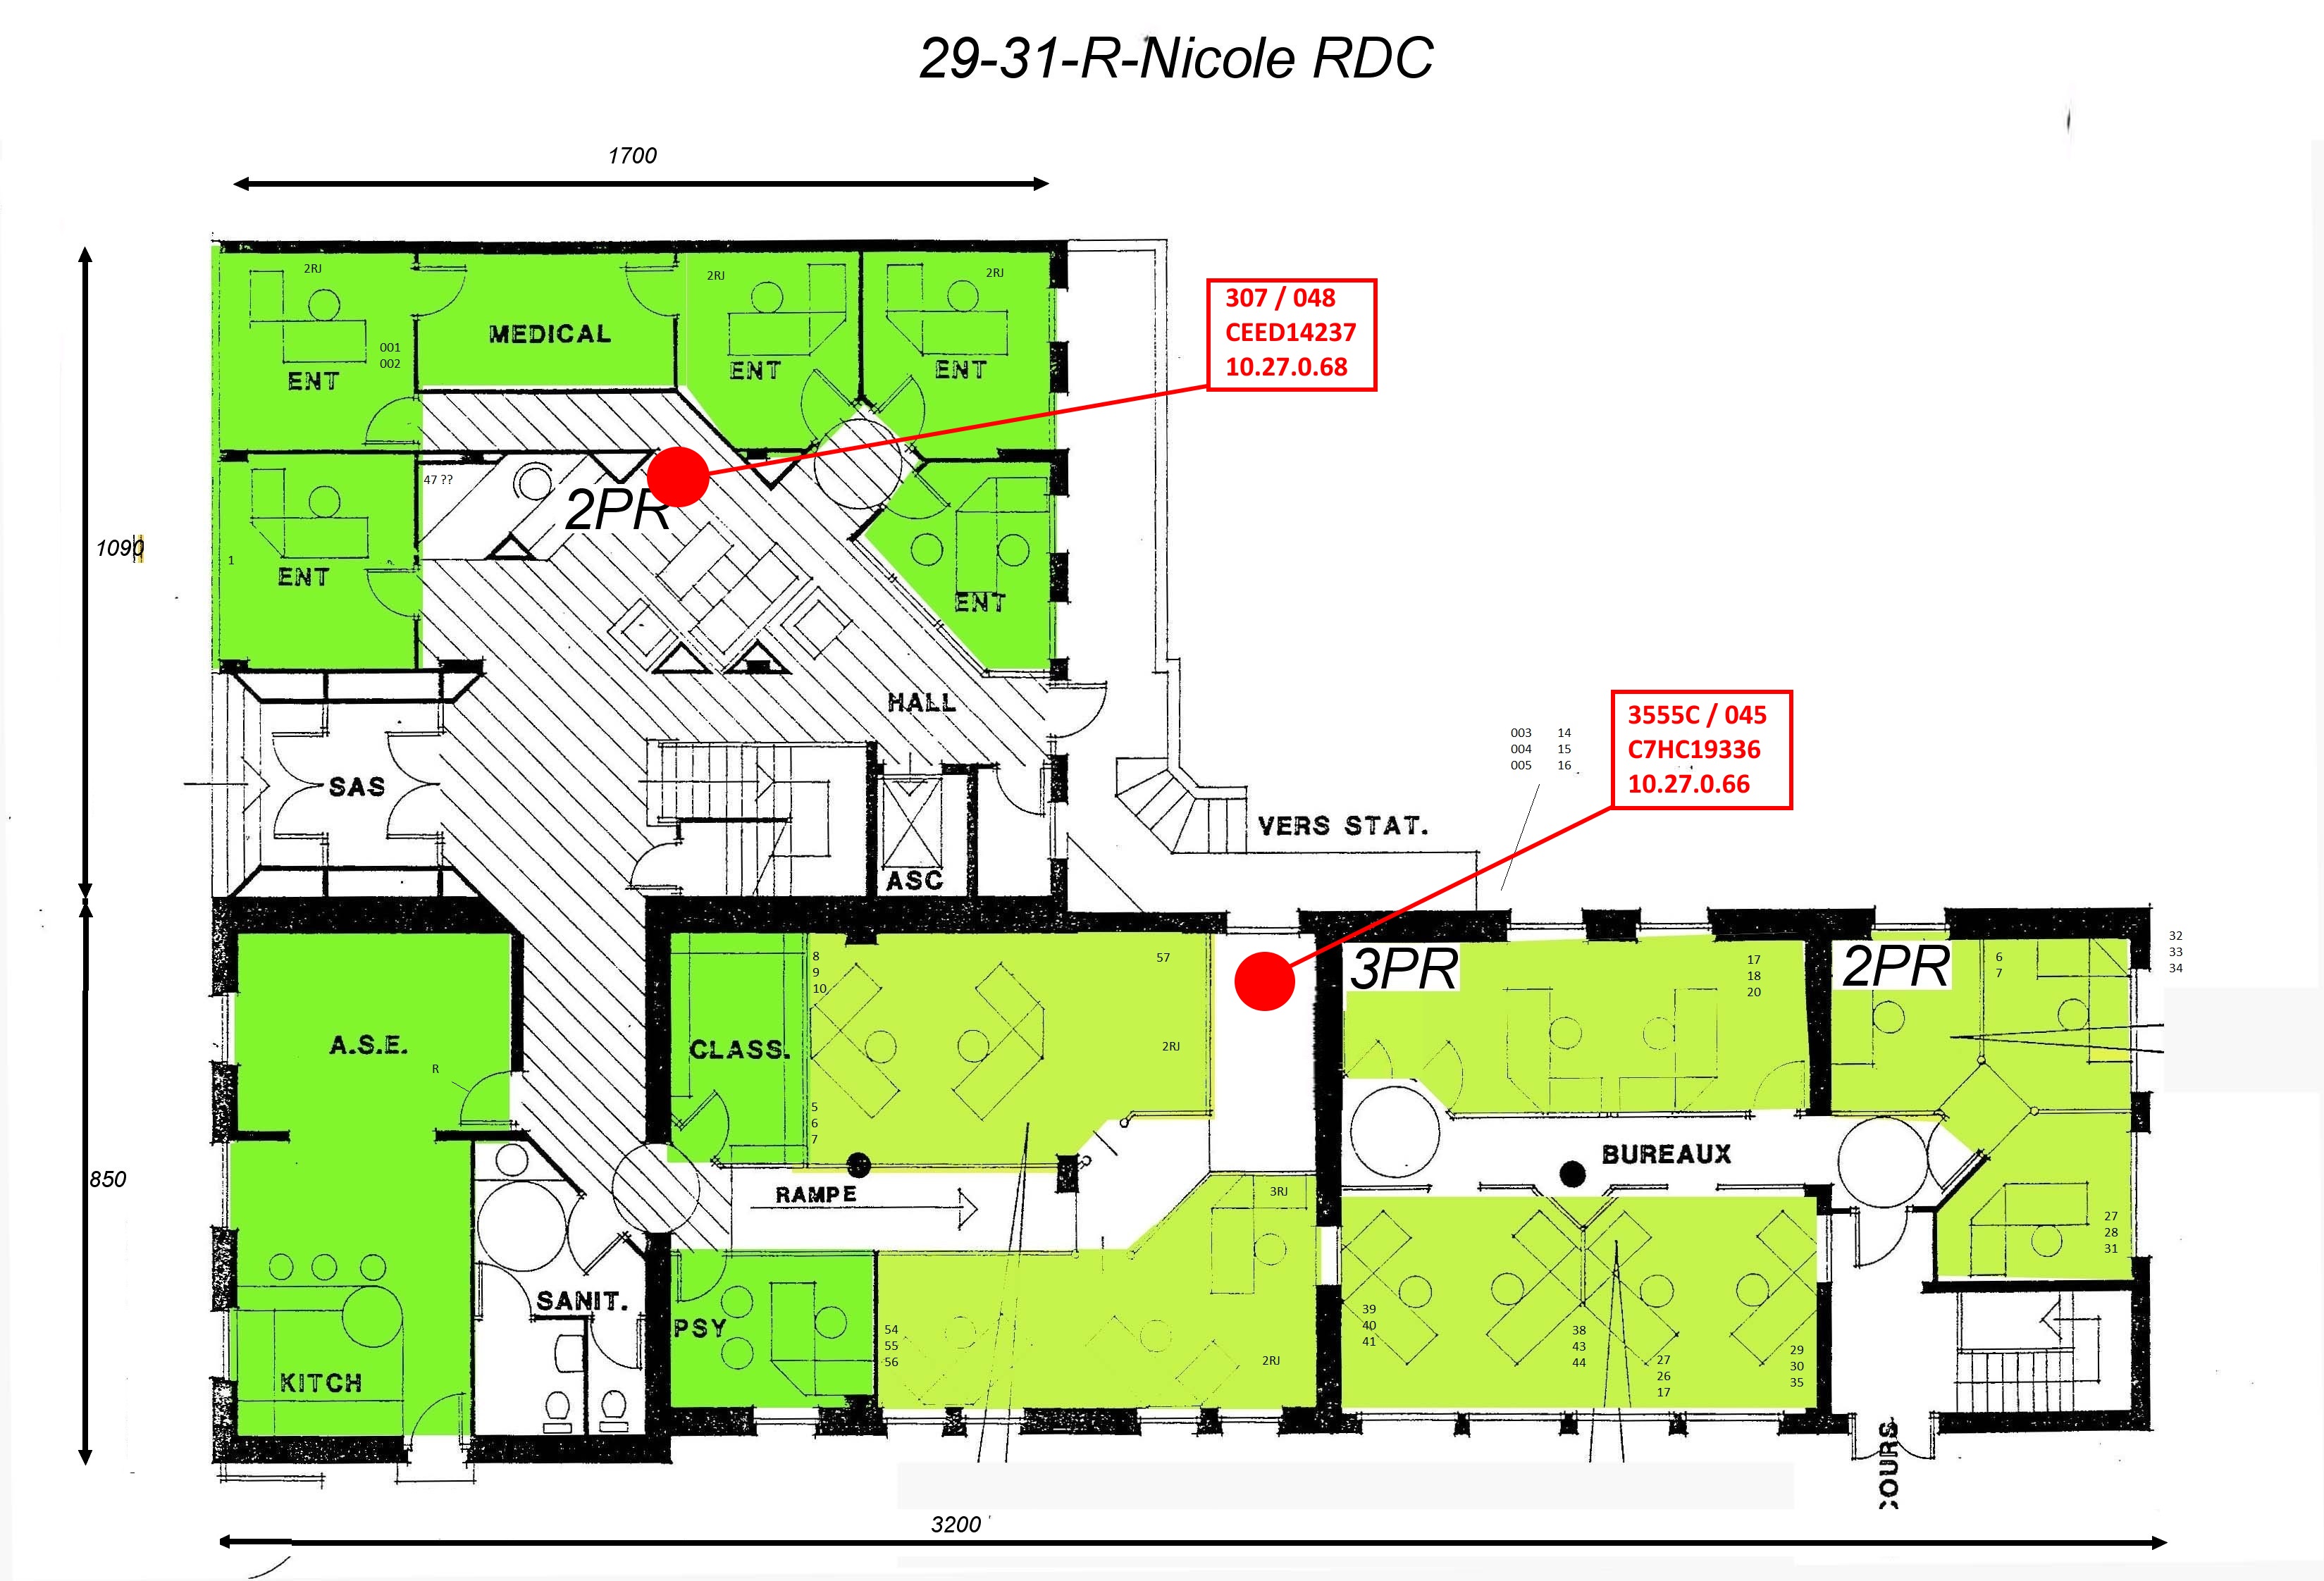 29-31-R-Nicole RDC
1700
2RJ
2RJ
2RJ
307 / 048
CEED14237
10.27.0.68
MEDICAL
001
002
ENT
ENT
ENT
47 ??
2PR
1090
1
ENT
ENT
HALL
3555C / 045
C7HC19336
10.27.0.66
003 14
004 15
005 16
SAS
VERS STAT.
ASC
32
33
34
8
9
10
57
3PR
17
18
20
2PR
6
7
A.S.E.
CLASS.
2RJ
R
5
6
7
BUREAUX
850
RAMPE
3RJ
27
28
31
SANIT.
PSY
54
55
56
2RJ
39
40
41
38
43
44
27
26
17
29
30
35
KITCH
COURS
3200